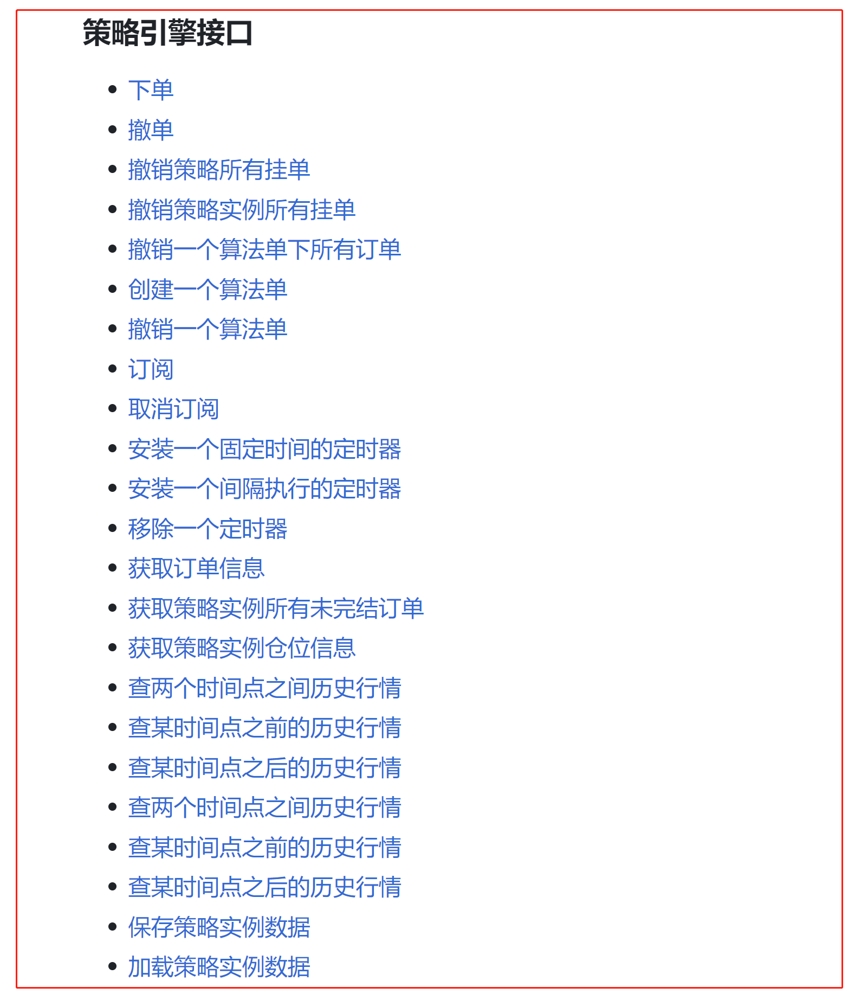 策略引擎接口
下单
撤单
撤销策略所有挂单
撤销策略实例所有挂单
撤销一个算法单下所有订单
创建一个算法单
撤销一个算法单
订阅
取消订阅
安装一个固定时间的定时器
安装一个间隔执行的定时器
移除一个定时器
获取订单信息
获取策略实例所有未完结订单
获取策略实例仓位信息
查两个时间点之间历史行情
查某时间点之前的历史行情
查某时间点之后的历史行情
查两个时间点之间历史行情
查某时间点之前的历史行情
查某时间点之后的历史行情
保存策略实例数据
加载策略实例数据